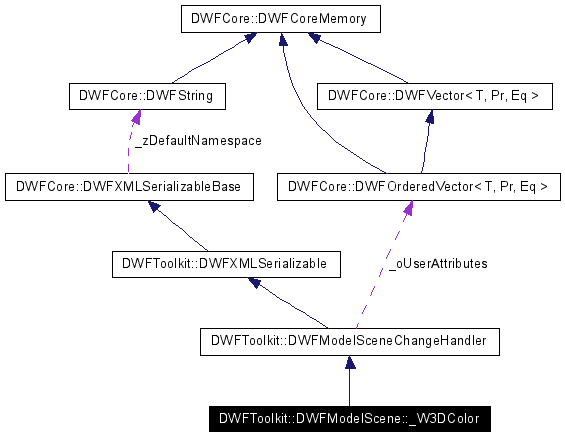 DWFCore::DWFCoreMemory
DWFCore::DWFString
DWFCore::DWFVector< T, Pr, Eq >
_zDefaultNamespace
DWFCore::DWFXMLSerializableBase
DWFCore::DWFOrderedVector< T, Pr, Eq >
DWFToolkit::DWFXMLSerializable
_oUserAttributes
DWFToolkit::DWFModelSceneChangeHandler
DWFToolkit::DWFModelScene::_W3DColor